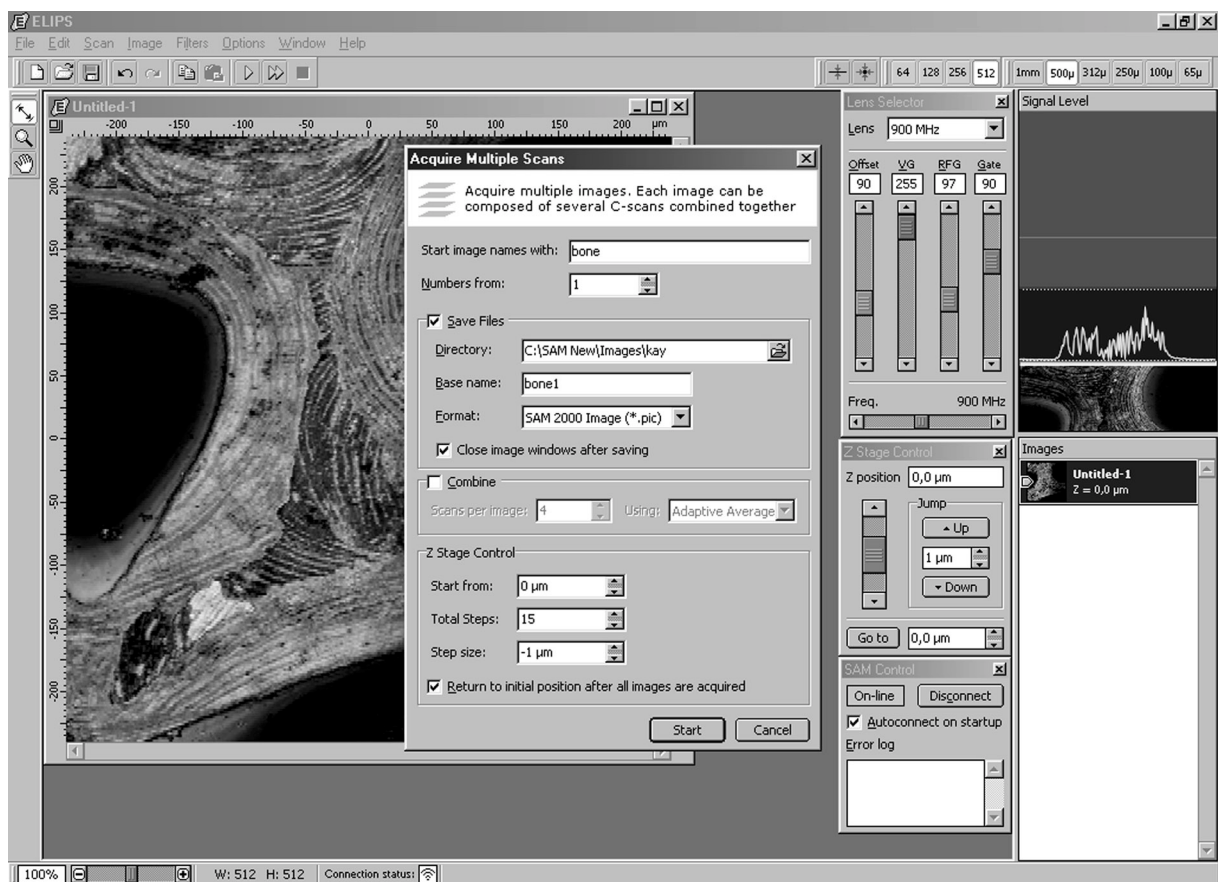 ELIPS
File Edit Scan Image Filters Options Window Help
64 128 256 512 1mm 500µ 312µ 250µ 100µ 65µ
Untitled-1
-200 -150 -100 -50 0 50 100 150 200 µm
200
150
100
50
0
-50
-100
-150
-200
Acquire Multiple Scans
Acquire multiple images. Each image can be
composed of several C-scans combined together
Start image names with: bone
Numbers from: 1
Save Files
Directory: C:\SAM New\Images\kay
Base name: bone1
Format: SAM 2000 Image (*.pic)
Close image windows after saving
Combine
Scans per image: 4 Using: Adaptive Average
Z Stage Control
Start from: 0 µm
Total Steps: 15
Step size: -1 µm
Return to initial position after all images are acquired
Start Cancel
Lens Selector
Lens 900 MHz
Offset VG RFG Gate
90 255 97 90
Freq. 900 MHz
Z Stage Control
Z position 0,0 µm
Jump
Up
1 µm
Down
Go to 0,0 µm
SAM Control
On-line Disconnect
Autoconnect on startup
Error log
Signal Level
Images
Untitled-1
Z = 0,0 µm
100% W: 512 H: 512 Connection status: